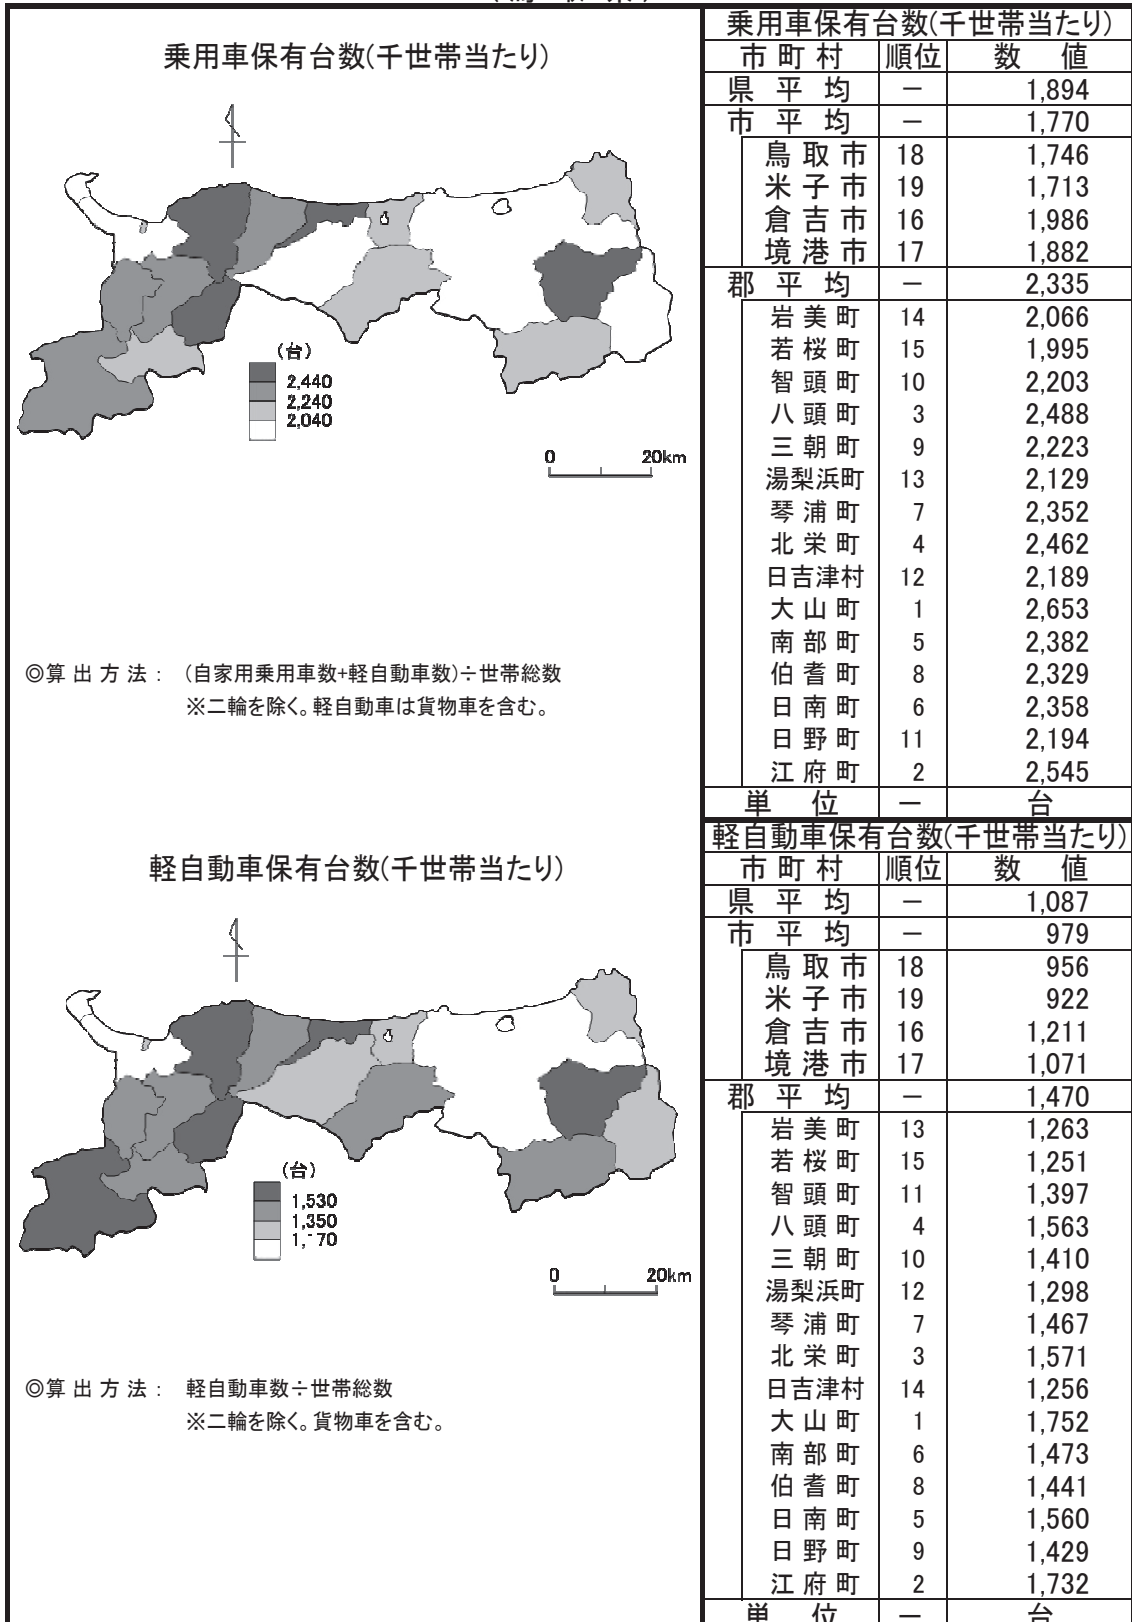 乗用車保有台数(千世帯当たり)
(台)
2,440
2,240
2,040
0 20km
◎算出方法： (自家用乗用車数+軽自動車数)÷世帯総数
※二輪を除く。軽自動車は貨物車を含む。
乗用車保有台数(千世帯当たり)
市町村 順位 数値
県平均 － 1,894
市平均 － 1,770
鳥取市 18 1,746
米子市 19 1,713
倉吉市 16 1,986
境港市 17 1,882
郡平均 － 2,335
岩美町 14 2,066
若桜町 15 1,995
智頭町 10 2,203
八頭町 3 2,488
三朝町 9 2,223
湯梨浜町 13 2,129
琴浦町 7 2,352
北栄町 4 2,462
日吉津村 12 2,189
大山町 1 2,653
南部町 5 2,382
伯耆町 8 2,329
日南町 6 2,358
日野町 11 2,194
江府町 2 2,545
単位 － 台
軽自動車保有台数(千世帯当たり)
(台)
1,530
1,350
0 20km
◎算出方法： 軽自動車数÷世帯総数
※二輪を除く。貨物車を含む。
軽自動車保有台数(千世帯当たり)
市町村 順位 数値
県平均 － 1,087
市平均 － 979
鳥取市 18 956
米子市 19 922
倉吉市 16 1,211
境港市 17 1,071
郡平均 － 1,470
岩美町 13 1,263
若桜町 15 1,251
智頭町 11 1,397
八頭町 4 1,563
三朝町 10 1,410
湯梨浜町 12 1,298
琴浦町 7 1,467
北栄町 3 1,571
日吉津村 14 1,256
大山町 1 1,752
南部町 6 1,473
伯耆町 8 1,441
日南町 5 1,560
日野町 9 1,429
江府町 2 1,732
単位 － 台